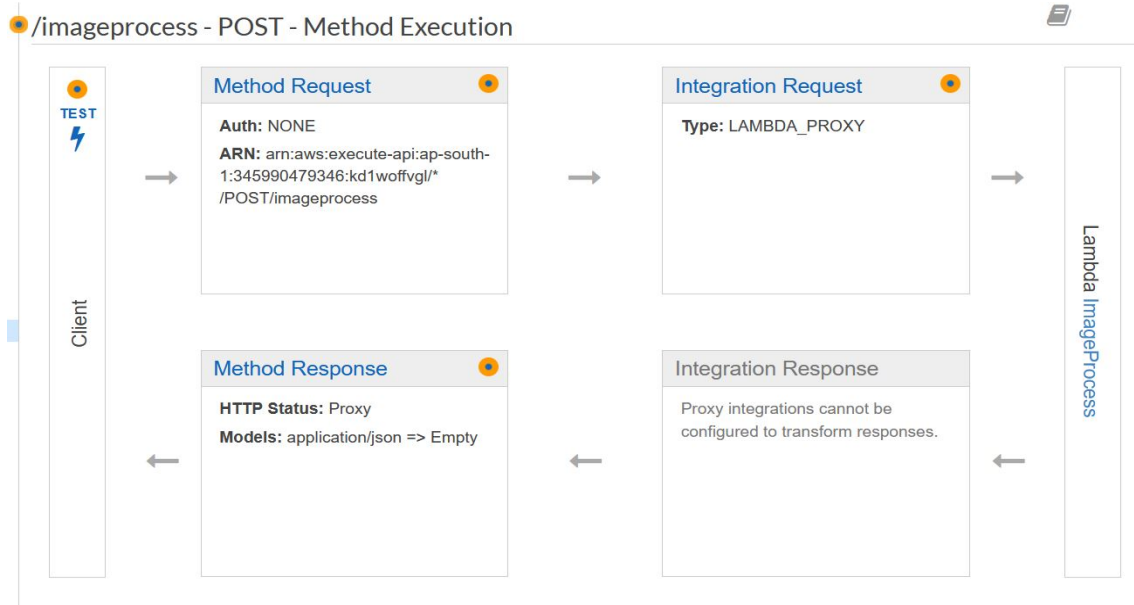 /imageprocess - POST - Method Execution
TEST
Client
Method Request
Auth: NONE
ARN: arn:aws:execute-api:ap-south-
1:345990479346:kd1woffvgl/*
/POST/imageprocess
Integration Request
Type: LAMBDA_PROXY
Lambda ImageProcess
Method Response
HTTP Status: Proxy
Models: application/json => Empty
Integration Response
Proxy integrations cannot be
configured to transform responses.